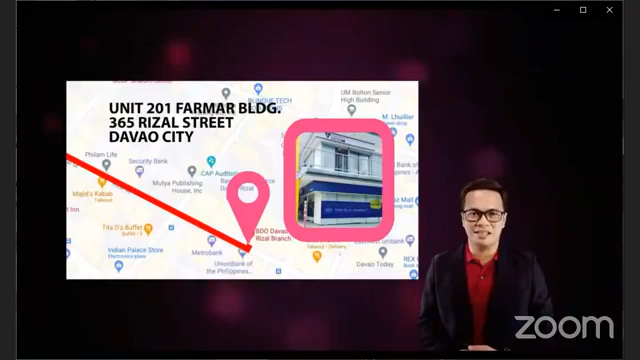 UNIT 201 FARMAR BLDG.
365 RIZAL STREET
DAVAO CITY
UM Bolton Senior
High Building
M. Lhuillier
Philam Life
Security Bank
CAP Auditorium
Mutya Publishing
House, Inc
Majid's Kabab
Takeout
Tita D's Buffet
Indian Palace Store
Electronics store
Metrobank
UnionBank of
the Philippines...
BDO Davao
Rizal Branch
Takeout · Delivery
Davao Today
zoom